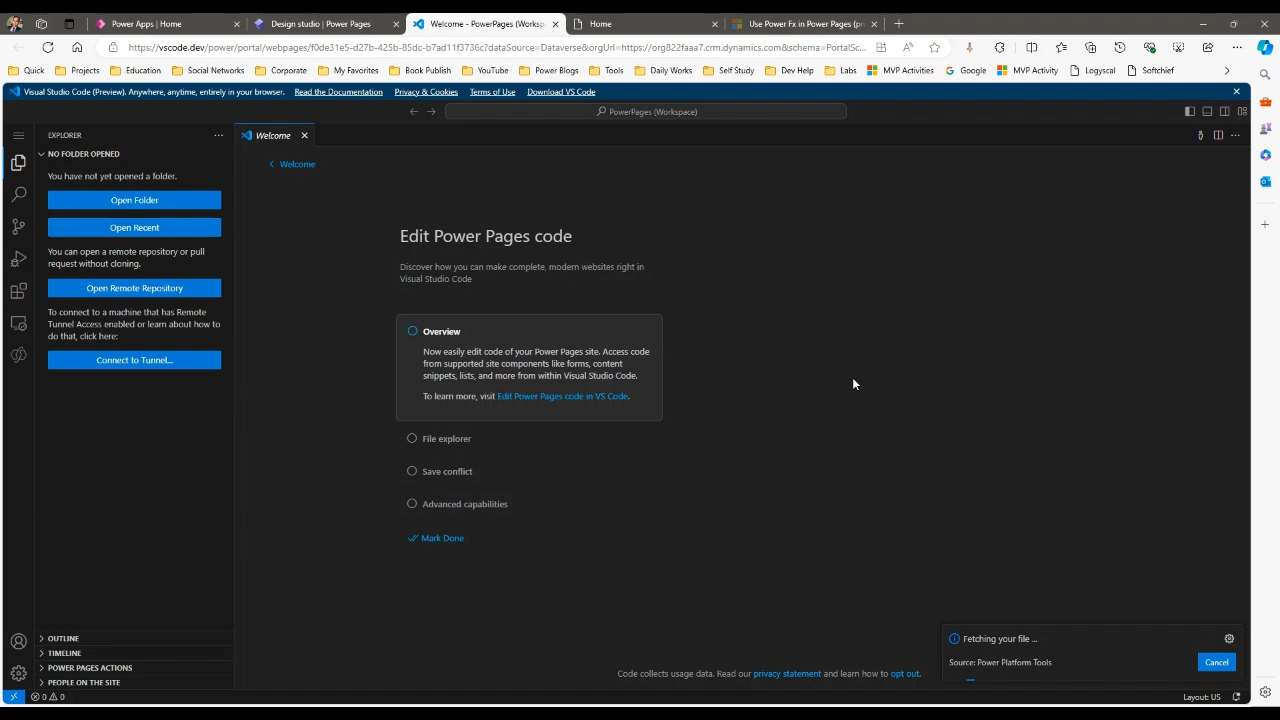 Power Apps | Home
Design studio | Power Pages
Welcome - PowerPages (Worksp
Home
Use Power Fx in Power Pages (pre
https://vscode.dev/power/portal/webpages/f0de31e5-d27b-425b-85dc-b7ad11f3736c?dataSource=Dataverse&orgUrl=https://org822faaa7.crm.dynamics.com&schema=PortalSc...
Quick
Projects
Education
Social Networks
Corporate
My Favorites
Book Publish
YouTube
Power Blogs
Tools
Daily Works
Self Study
Dev Help
Labs
MVP Activities
Google
MVP Activity
Logyscal
Softchief
Visual Studio Code (Preview). Anywhere, anytime, entirely in your browser.
Read the Documentation
Privacy & Cookies
Terms of Use
Download VS Code
PowerPages (Workspace)
EXPLORER
NO FOLDER OPENED
You have not yet opened a folder.
Open Folder
Open Recent
You can open a remote repository or pull
request without cloning.
Open Remote Repository
To connect to a machine that has Remote
Tunnel Access enabled or learn about how to
do that, click here:
Connect to Tunnel...
OUTLINE
TIMELINE
POWER PAGES ACTIONS
PEOPLE ON THE SITE
Welcome
Welcome
Edit Power Pages code
Discover how you can make complete, modern websites right in
Visual Studio Code
Overview
Now easily edit code of your Power Pages site. Access code
from supported site components like forms, content
snippets, lists, and more from within Visual Studio Code.
To learn more, visit Edit Power Pages code in VS Code.
File explorer
Save conflict
Advanced capabilities
Mark Done
Code collects usage data. Read our privacy statement and learn how to opt out.
Fetching your file ...
Source: Power Platform Tools
Cancel
0 0
Layout: US